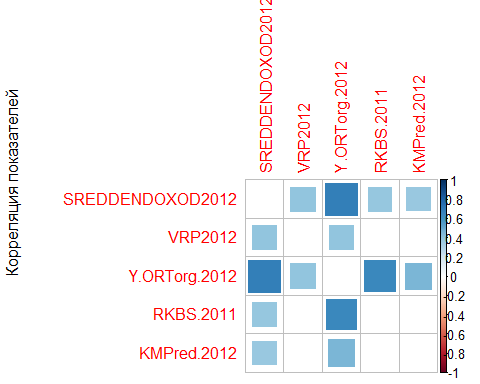 Корреляция показателей
SREDDENDOXOD2012
VRP2012
Y.ORTorg.2012
RKBS.2011
KMPred.2012
SREDDENDOXOD2012
VRP2012
Y.ORTorg.2012
RKBS.2011
KMPred.2012
1
0.8
0.6
0.4
0.2
0
-0.2
-0.4
-0.6
-0.8
-1